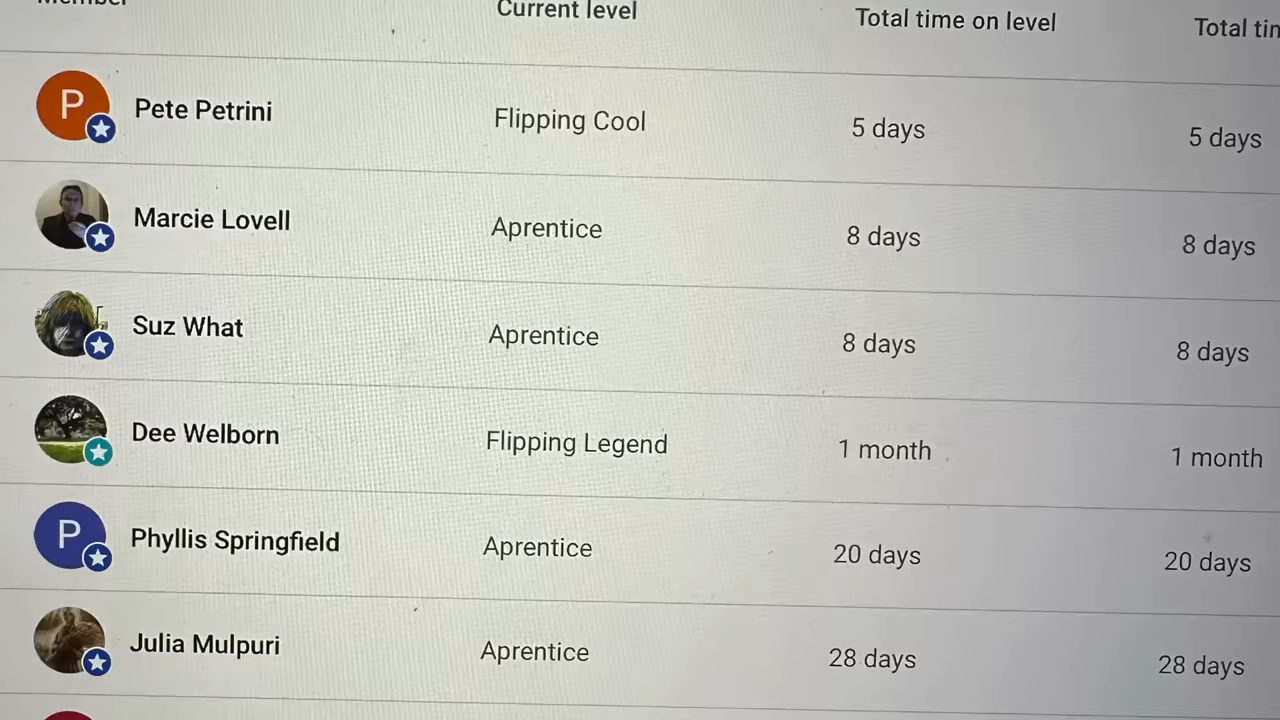 Member Current level Total time on level Total
P Pete Petrini Flipping Cool 5 days 5 days
Marcie Lovell Aprentice 8 days 8 days
Suz What Aprentice 8 days 8 days
Dee Welborn Flipping Legend 1 month 1 month
P Phyllis Springfield Aprentice 20 days 20 days
Julia Mulpuri Aprentice 28 days 28 days